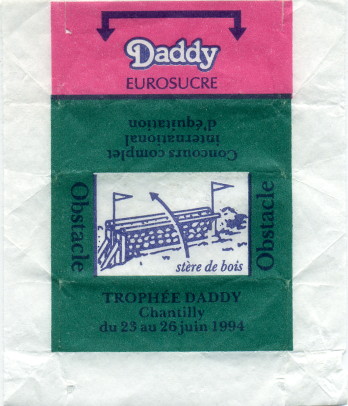 Daddy
EUROSUCRE
Concours complet
international
d'équitation
Obstacle
stère de bois
Obstacle
TROPHÉE DADDY
Chantilly
du 23 au 26 juin 1994